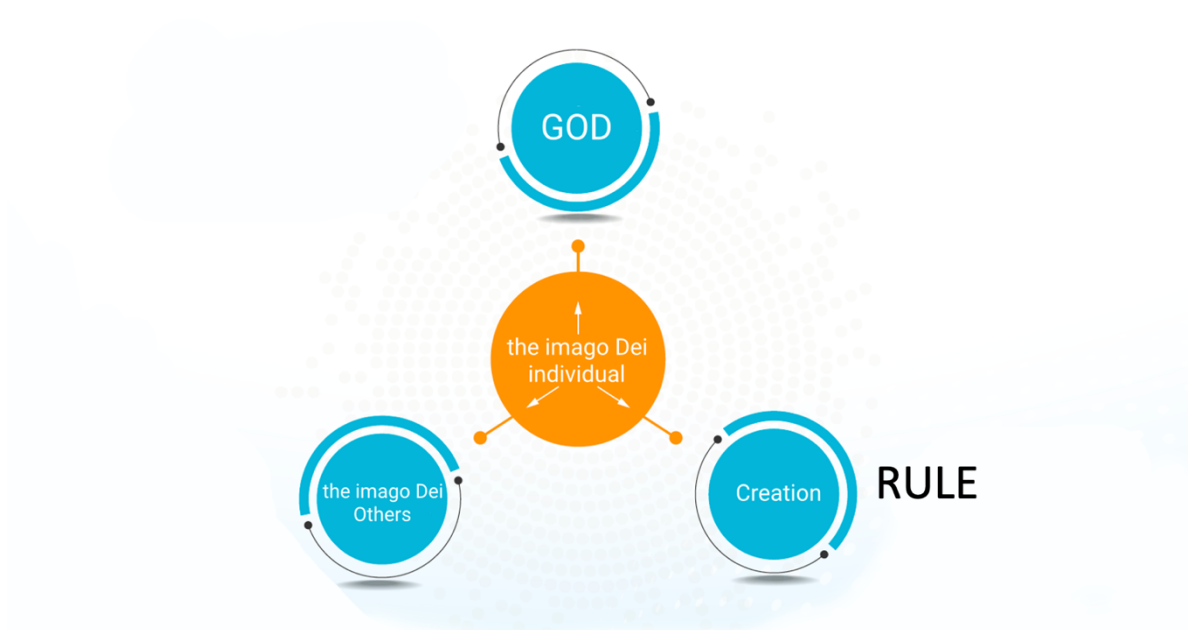 GOD
the imago Dei
individual
the imago Dei
Others
Creation
RULE